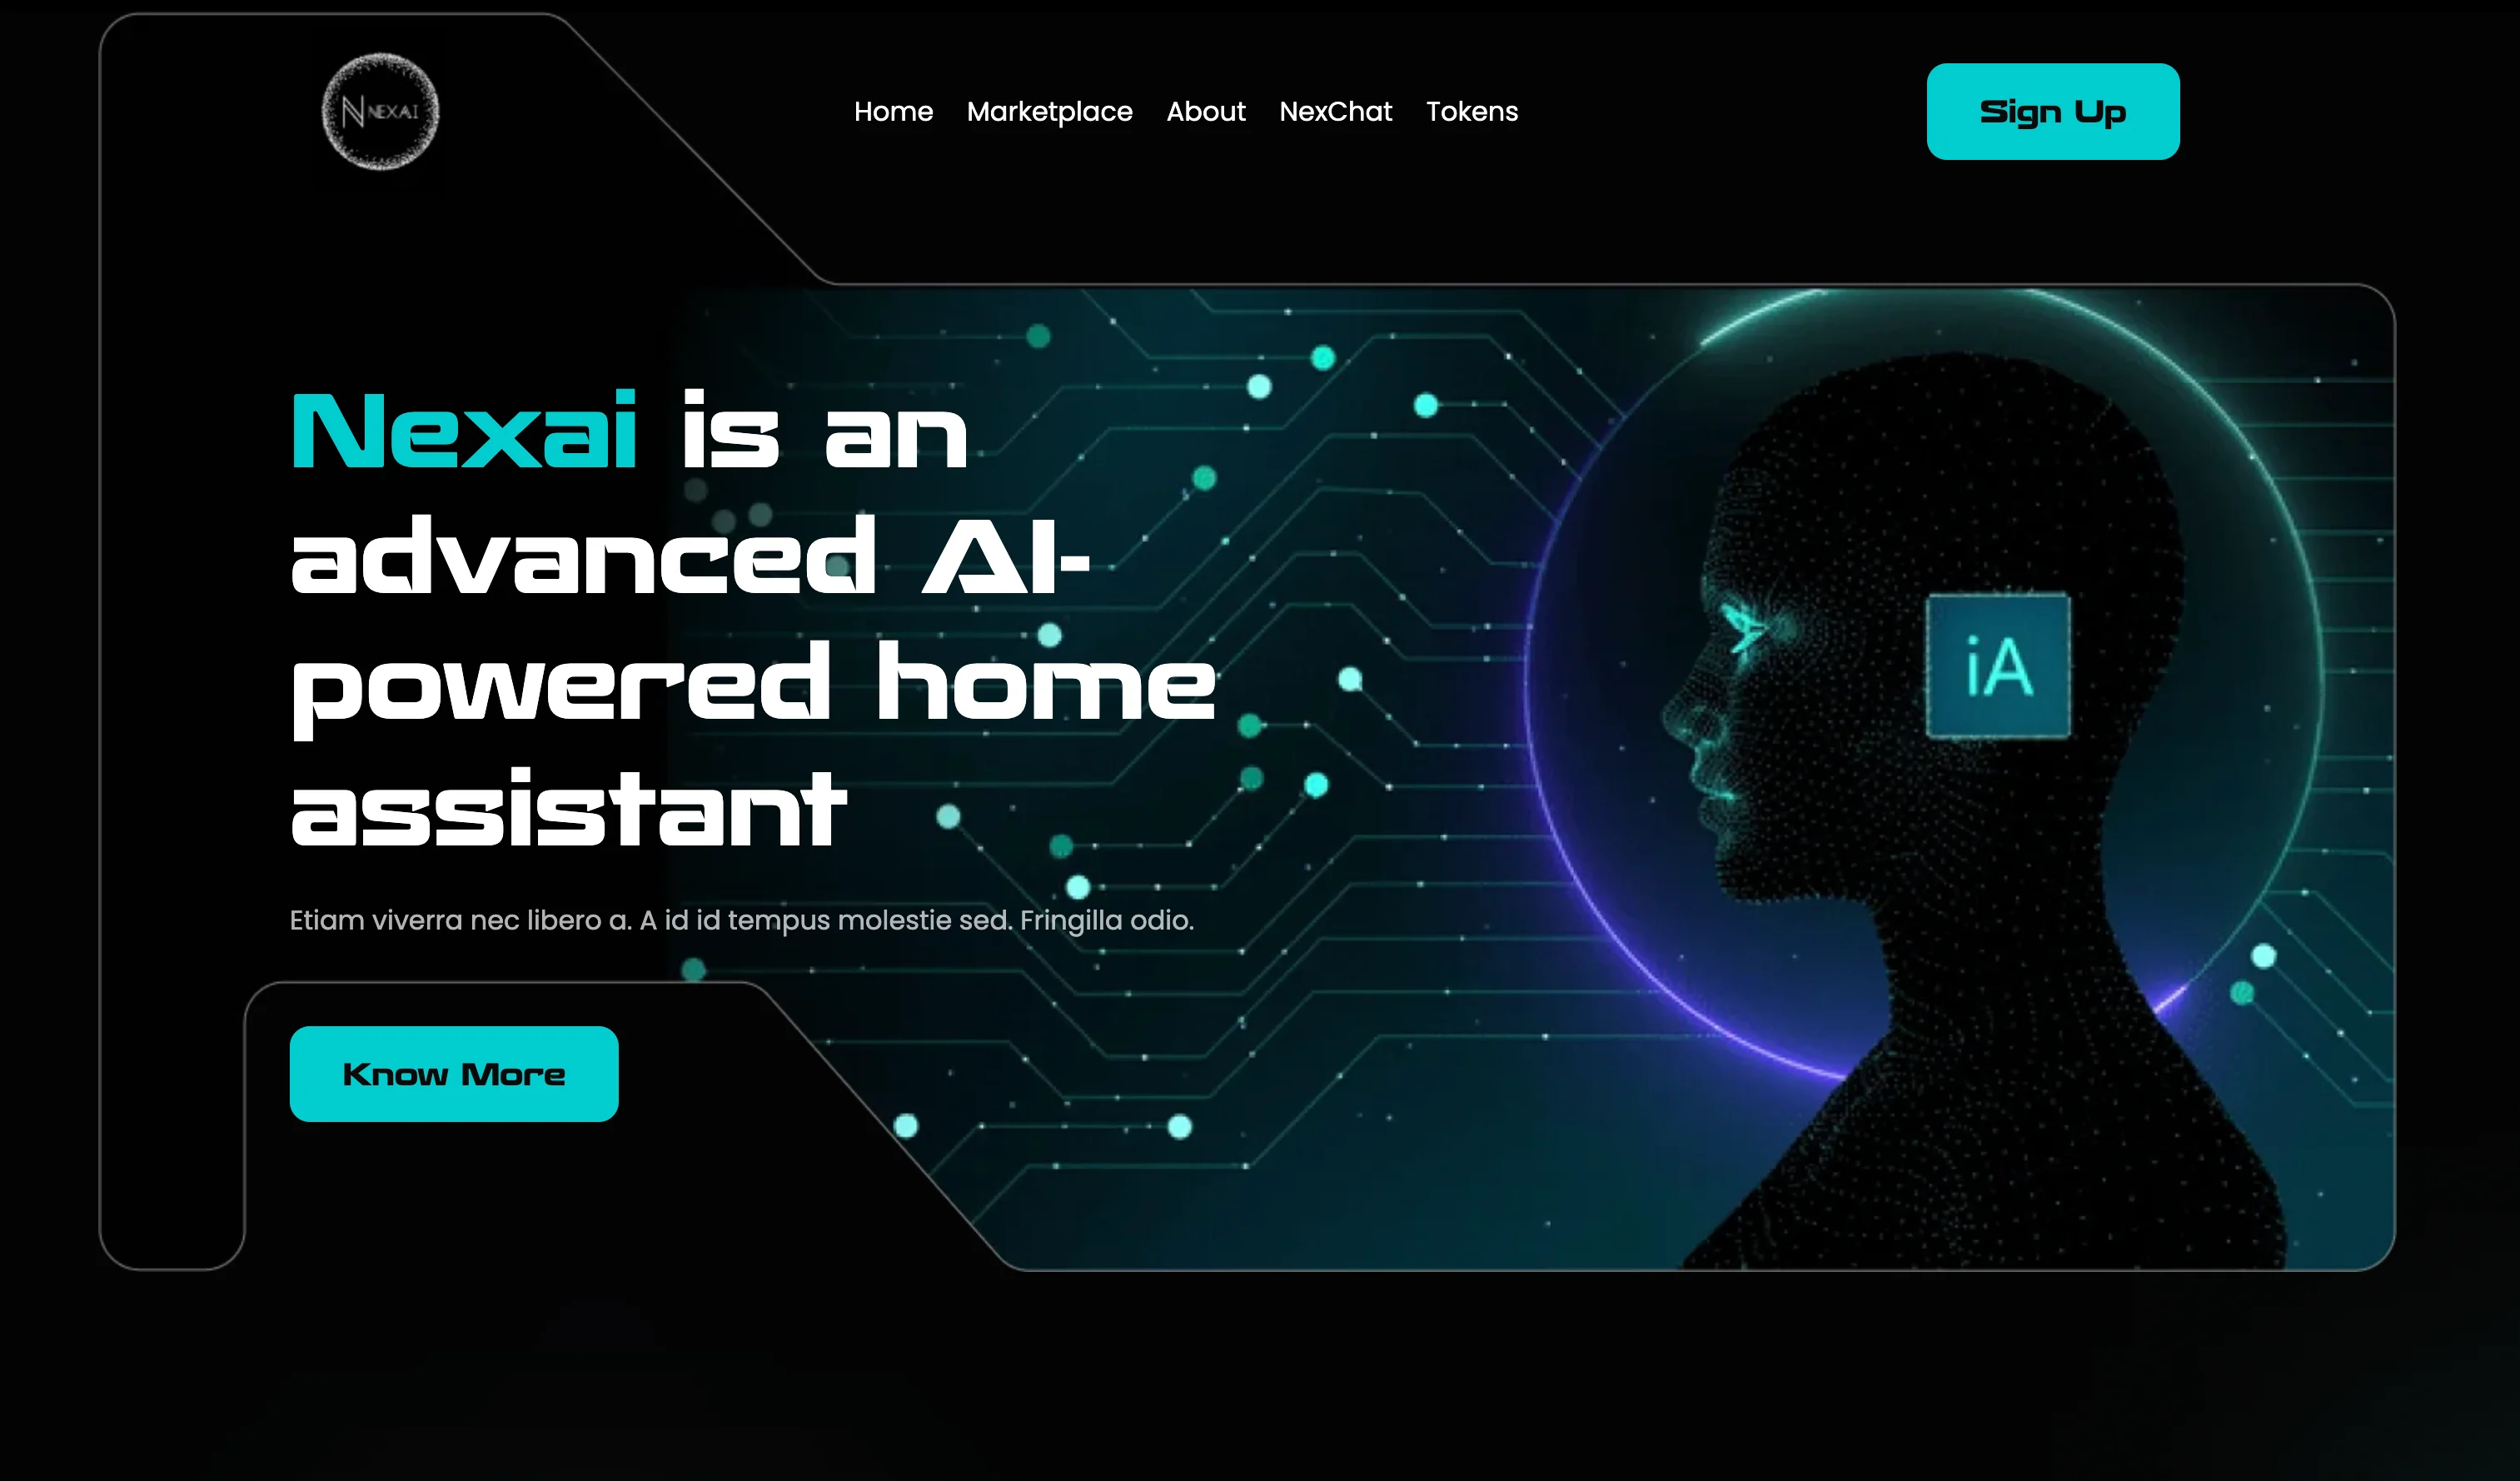 N NEXAI
Home Marketplace About NexChat Tokens
Sign Up
Nexai is an
advanced AI-
powered home
assistant
iA
Etiam viverra nec libero a. A id id tempus molestie sed. Fringilla odio.
Know More